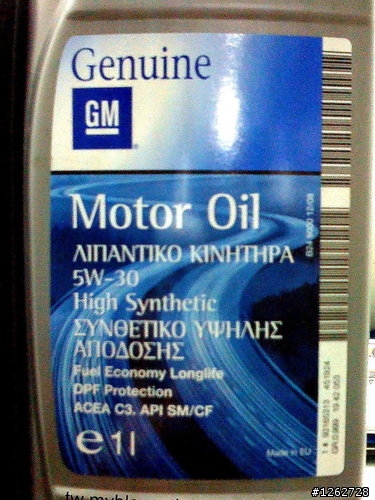 Genuine
GM
Motor Oil
ΛΙΠΑΝΤΙΚΟ ΚΙΝΗΤΗΡΑ
5W-30
High Synthetic
ΣΥΝΘΕΤΙΚΟ ΥΨΗΛΗΣ
ΑΠΟΔΟΣΗΣ
Fuel Economy Longlife
DPF Protection
ACEA C3. API SM/CF
e 1l
Made in EU
#1262728